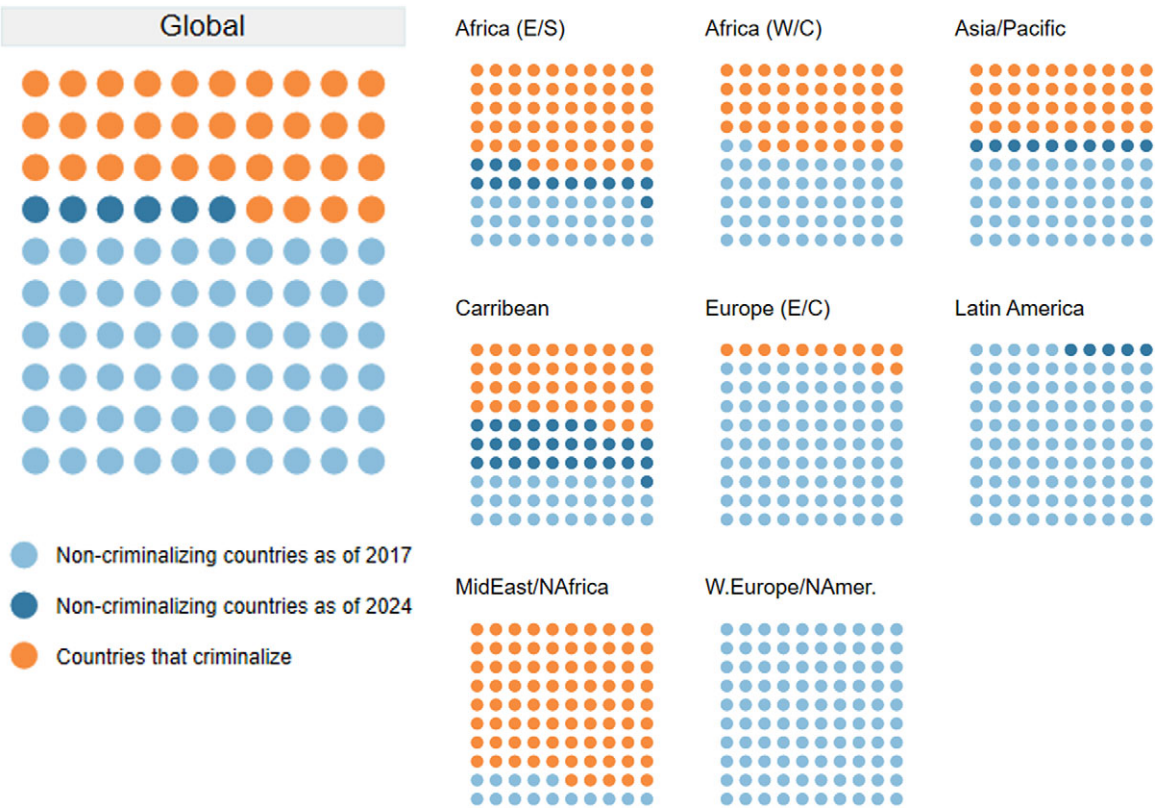 Global
Africa (E/S)
Africa (W/C)
Asia/Pacific
Carribean
Europe (E/C)
Latin America
MidEast/NAfrica
W.Europe/NAmer.
Non-criminalizing countries as of 2017
Non-criminalizing countries as of 2024
Countries that criminalize